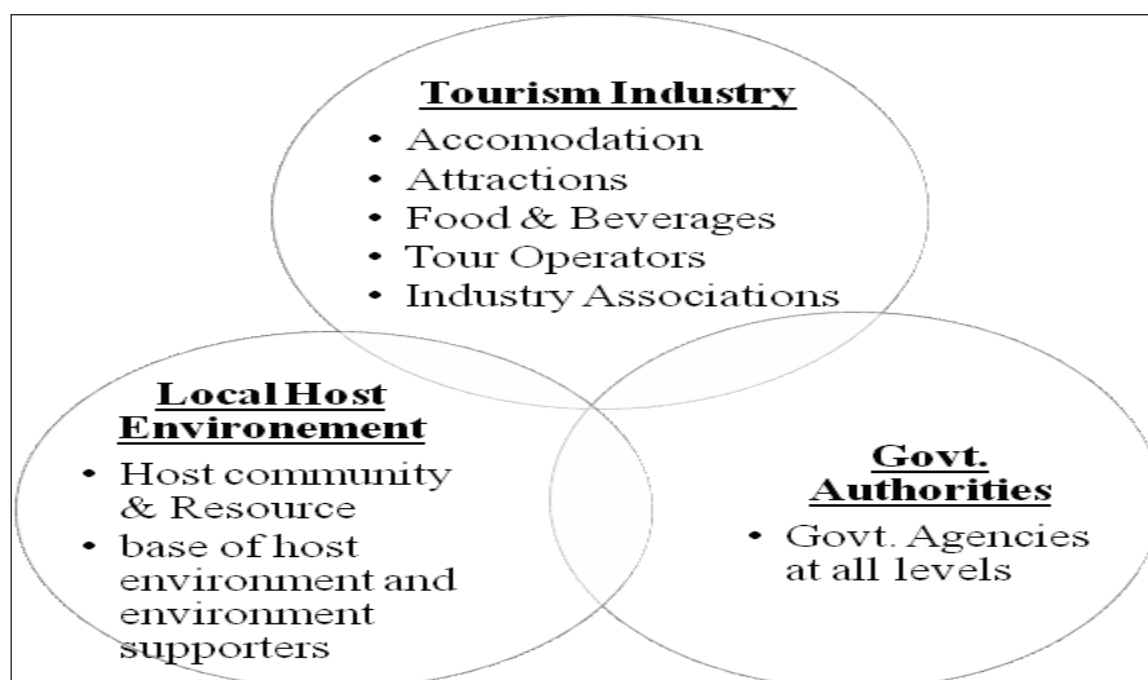 Tourism Industry
• Accomodation
• Attractions
• Food & Beverages
• Tour Operators
• Industry Associations
Local Host
Environement
• Host community
& Resource
• base of host
environment and
environment
supporters
Govt.
Authorities
• Govt. Agencies
at all levels